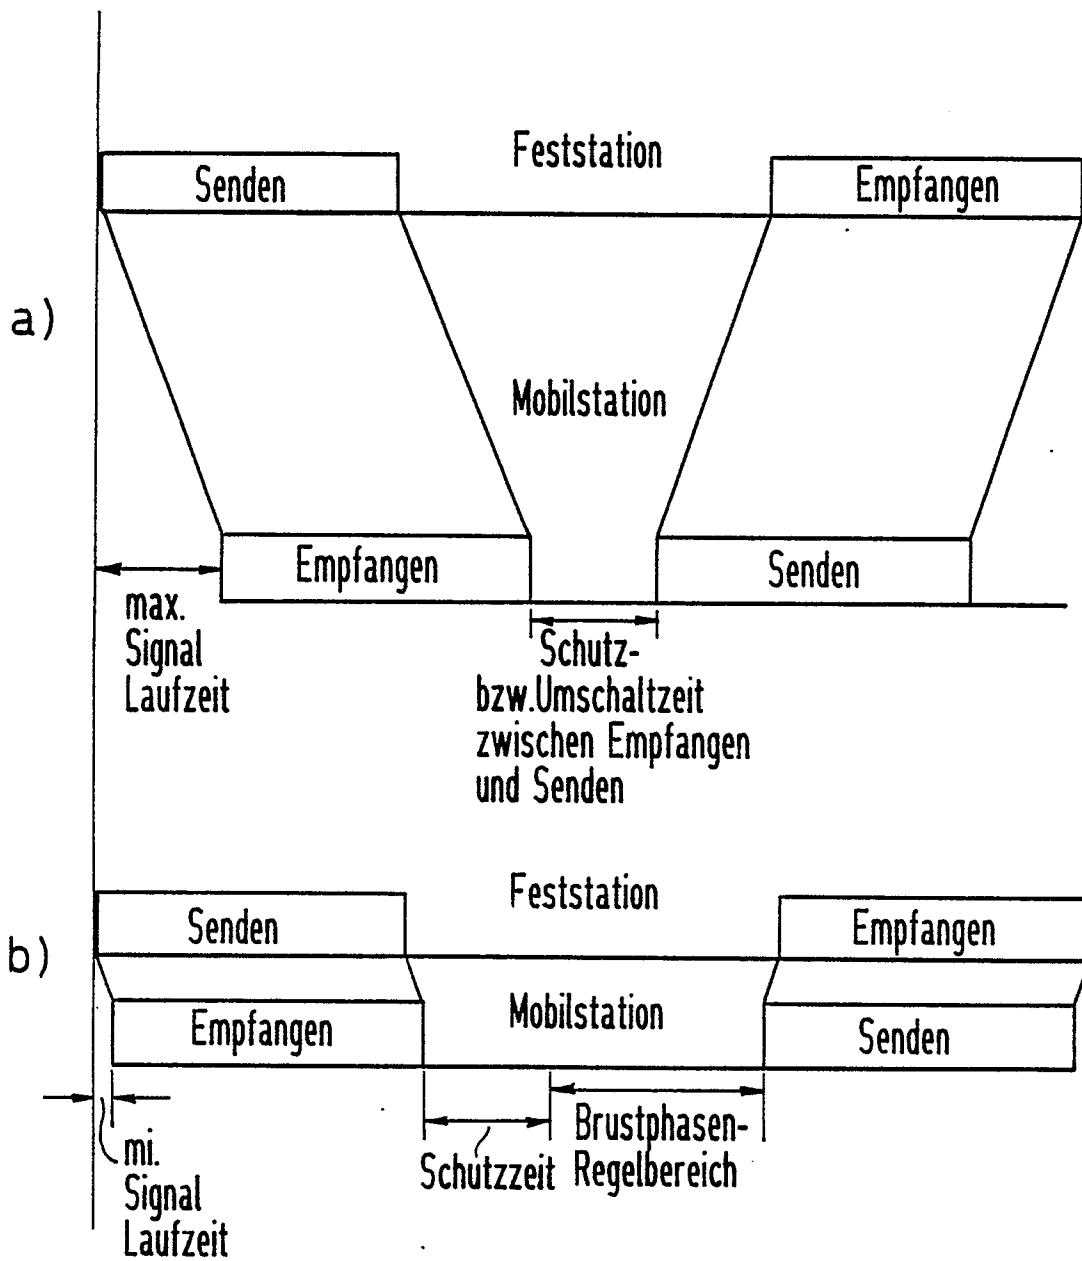 Feststation
Senden
Empfangen
a)
Mobilstation
Empfangen
Senden
max.
Signal
Laufzeit
Schutz-
bzw.Umschaltzeit
zwischen Empfangen
und Senden
Feststation
Senden
Empfangen
b)
Mobilstation
Empfangen
Senden
mi.
Signal
Laufzeit
Schutzzeit
Brustphasen-
Regelbereich